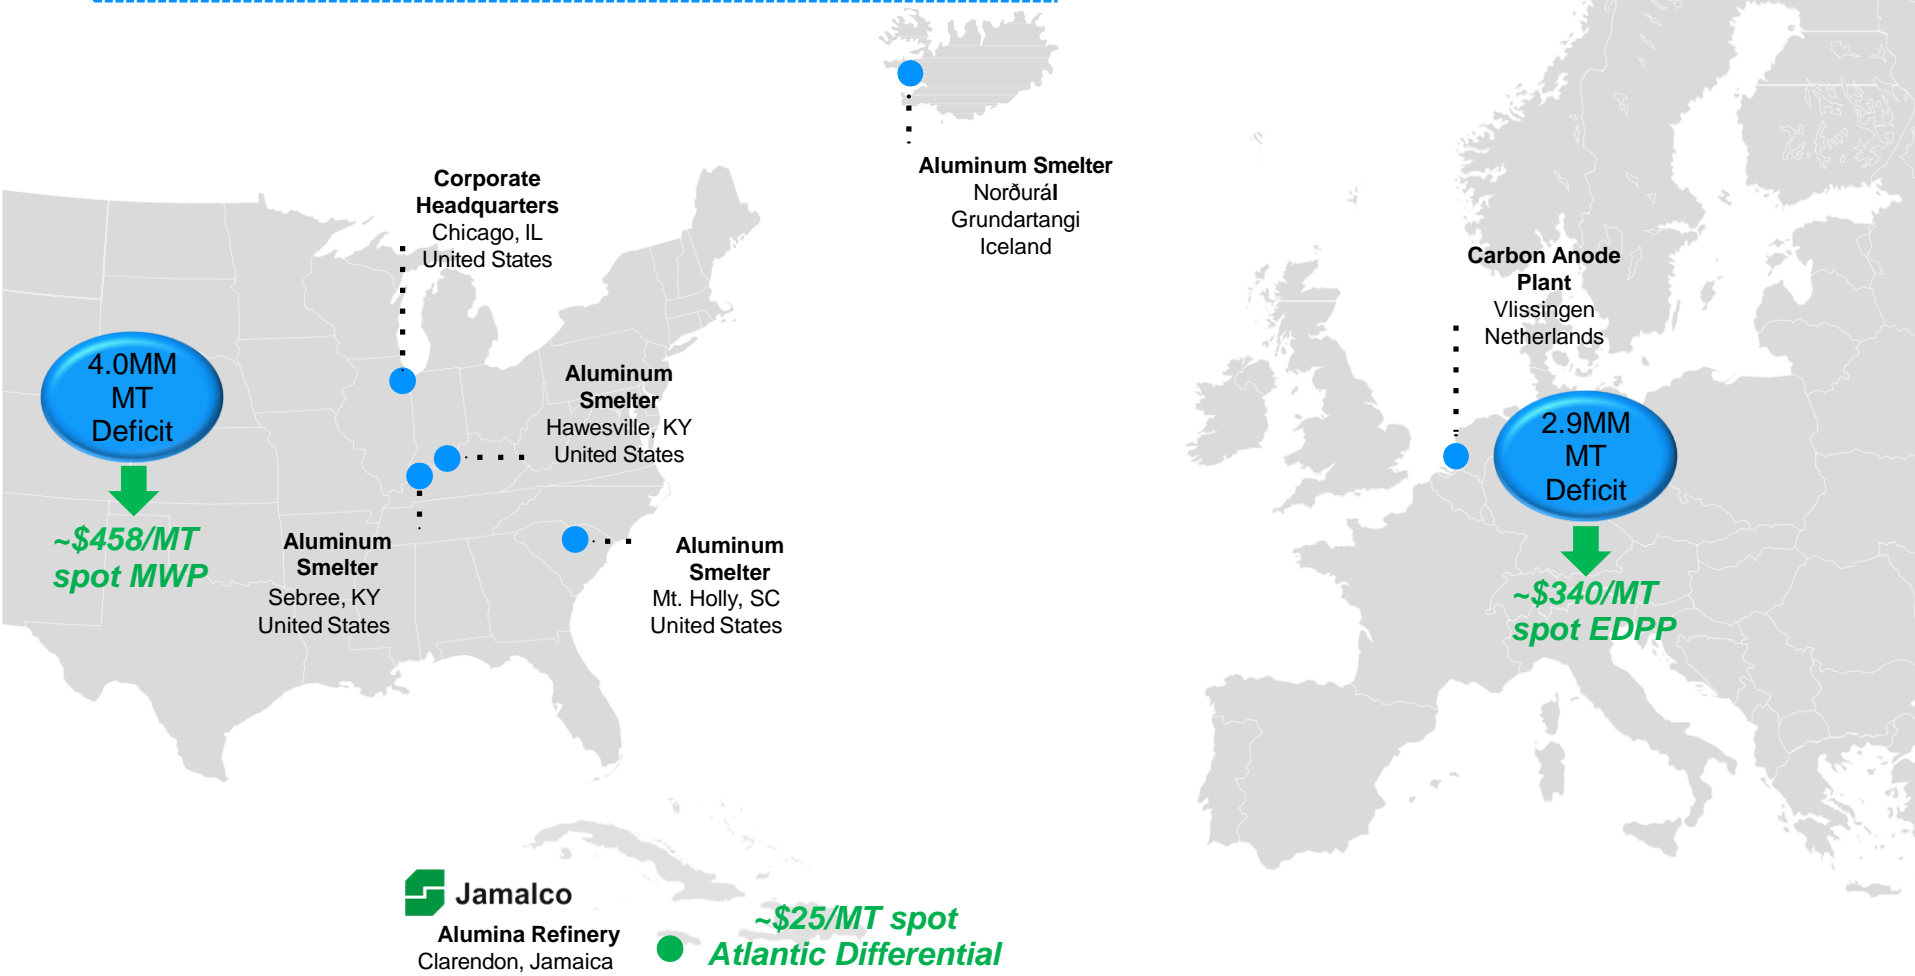 Aluminum Smelter
Norðurál
Grundartangi
Iceland
Corporate
Headquarters
Chicago, IL
United States
Carbon Anode
Plant
Vlissingen
Netherlands
4.0MM
MT
Deficit
~$458/MT
spot MWP
Aluminum
Smelter
Hawesville, KY
United States
2.9MM
MT
Deficit
~$340/MT
spot EDPP
Aluminum
Smelter
Sebree, KY
United States
Aluminum
Smelter
Mt. Holly, SC
United States
Jamalco
Alumina Refinery
Clarendon, Jamaica
~$25/MT spot
Atlantic Differential